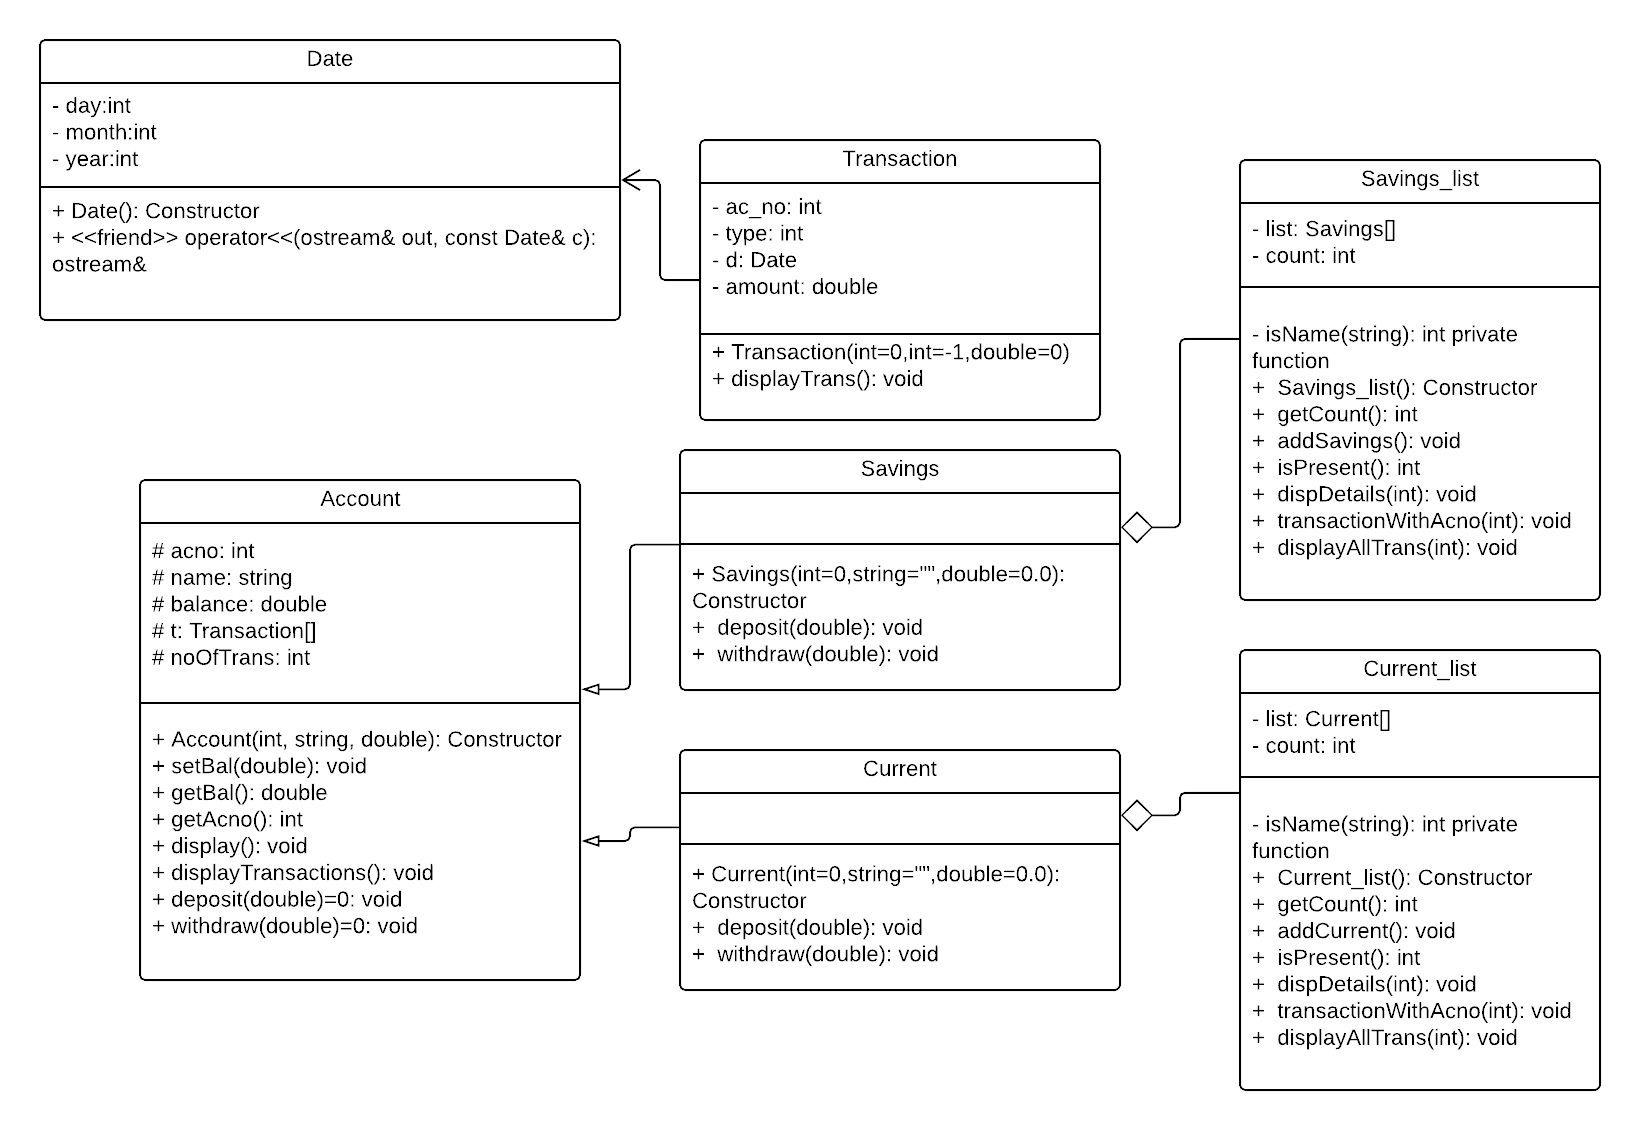 Date
- day:int
- month:int
- year:int
+ Date(): Constructor
+ <<friend>> operator<<(ostream& out, const Date& c):
ostream&
Transaction
- ac_no: int
- type: int
- d: Date
- amount: double
+ Transaction(int=0,int=-1,double=0)
+ displayTrans(): void
Savings_list
- list: Savings[]
- count: int
- isName(string): int private
function
+  Savings_list(): Constructor
+  getCount(): int
+  addSavings(): void
+  isPresent(): int
+  dispDetails(int): void
+  transactionWithAcno(int): void
+  displayAllTrans(int): void
Account
# acno: int
# name: string
# balance: double
# t: Transaction[]
# noOfTrans: int
+ Account(int, string, double): Constructor
+ setBal(double): void
+ getBal(): double
+ getAcno(): int
+ display(): void
+ displayTransactions(): void
+ deposit(double)=0: void
+ withdraw(double)=0: void
Savings
+ Savings(int=0,string="",double=0.0):
Constructor
+  deposit(double): void
+  withdraw(double): void
Current
+ Current(int=0,string="",double=0.0):
Constructor
+  deposit(double): void
+  withdraw(double): void
Current_list
- list: Current[]
- count: int
- isName(string): int private
function
+  Current_list(): Constructor
+  getCount(): int
+  addCurrent(): void
+  isPresent(): int
+  dispDetails(int): void
+  transactionWithAcno(int): void
+  displayAllTrans(int): void